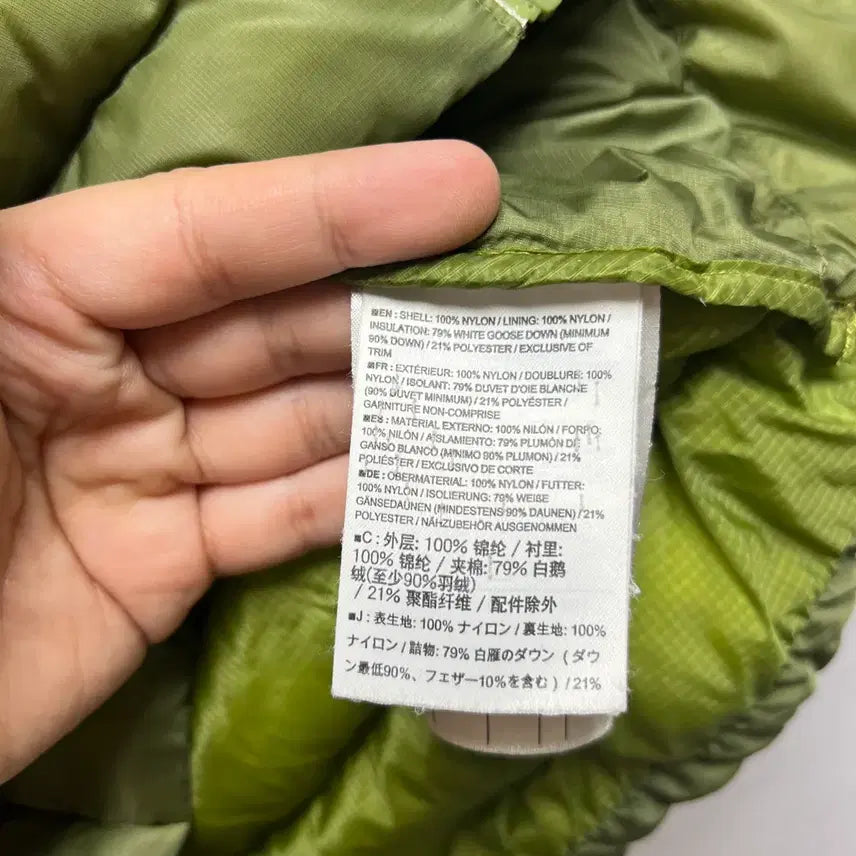 ■EN : SHELL: 100% NYLON / LINING: 100% NYLON /
INSULATION: 79% WHITE GOOSE DOWN (MINIMUM
90% DOWN) / 21% POLYESTER / EXCLUSIVE OF
TRIM
■FR : EXTÉRIEUR: 100% NYLON / DOUBLURE: 100%
NYLON / ISOLANT: 79% DUVET D'OIE BLANCHE
(90% DUVET MINIMUM) / 21% POLYÉSTER /
GARNITURE NON-COMPRISE
■ES : MATERIAL EXTERNO: 100% NILÓN / FORRO:
100% NILÓN / AISLAMIENTO: 79% PLUMÓN DE
GANSO BLANCO (MÍNIMO 90% PLUMÓN) / 21%
POLIÉSTER / EXCLUSIVO DE CORTE
■DE : OBERMATERIAL: 100% NYLON / FUTTER:
100% NYLON / ISOLIERUNG: 79% WEIßE
GÄNSEDAUNEN (MINDESTENS 90% DAUNEN) / 21%
POLYESTER / NÄHZUBEHÖR AUSGENOMMEN
■C : 外层: 100% 锦纶 / 衬里:
100% 锦纶 / 夹棉: 79% 白鹅
绒(至少90%羽绒)
/ 21% 聚酯纤维 / 配件除外
■J : 表生地: 100% ナイロン / 裏生地: 100%
ナイロン / 詰物: 79% 白雁のダウン ( ダウ
ン最低90%、フェザー10%を含む ) / 21%